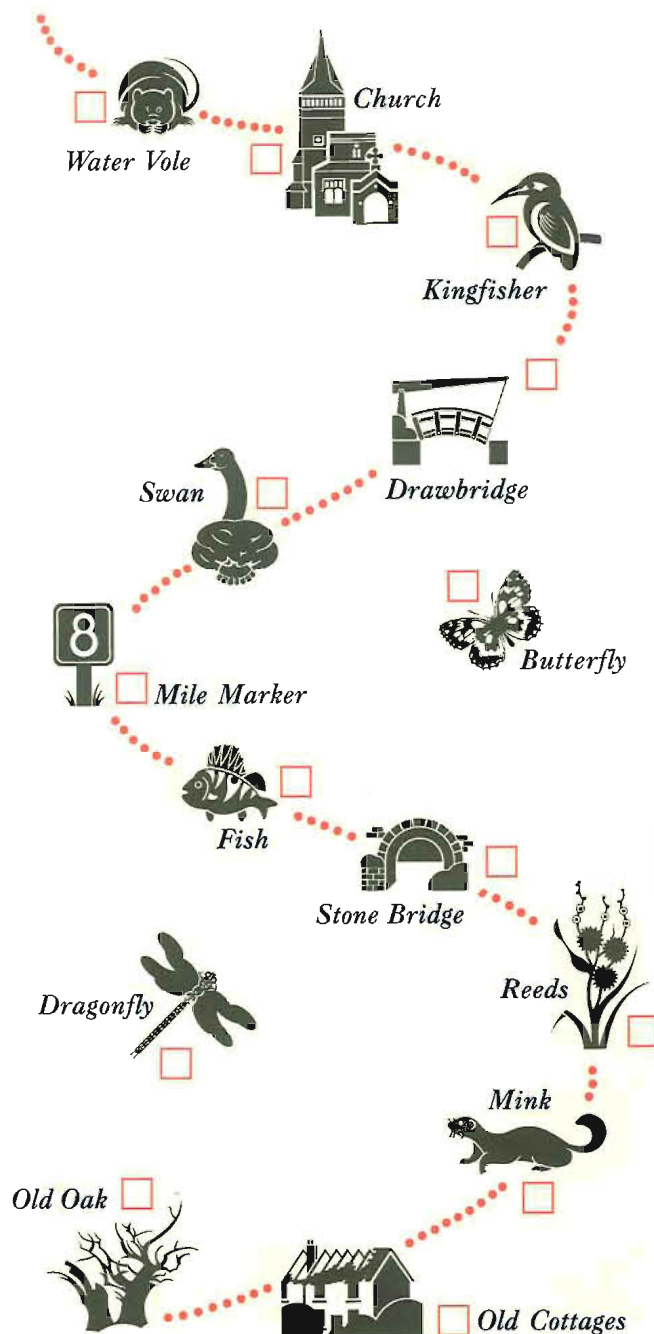 Church
Water Vole
Kingfisher
Drawbridge
Swan
8
Butterfly
Mile Marker
Fish
Stone Bridge
Reeds
Dragonfly
Mink
Old Oak
Old Cottages